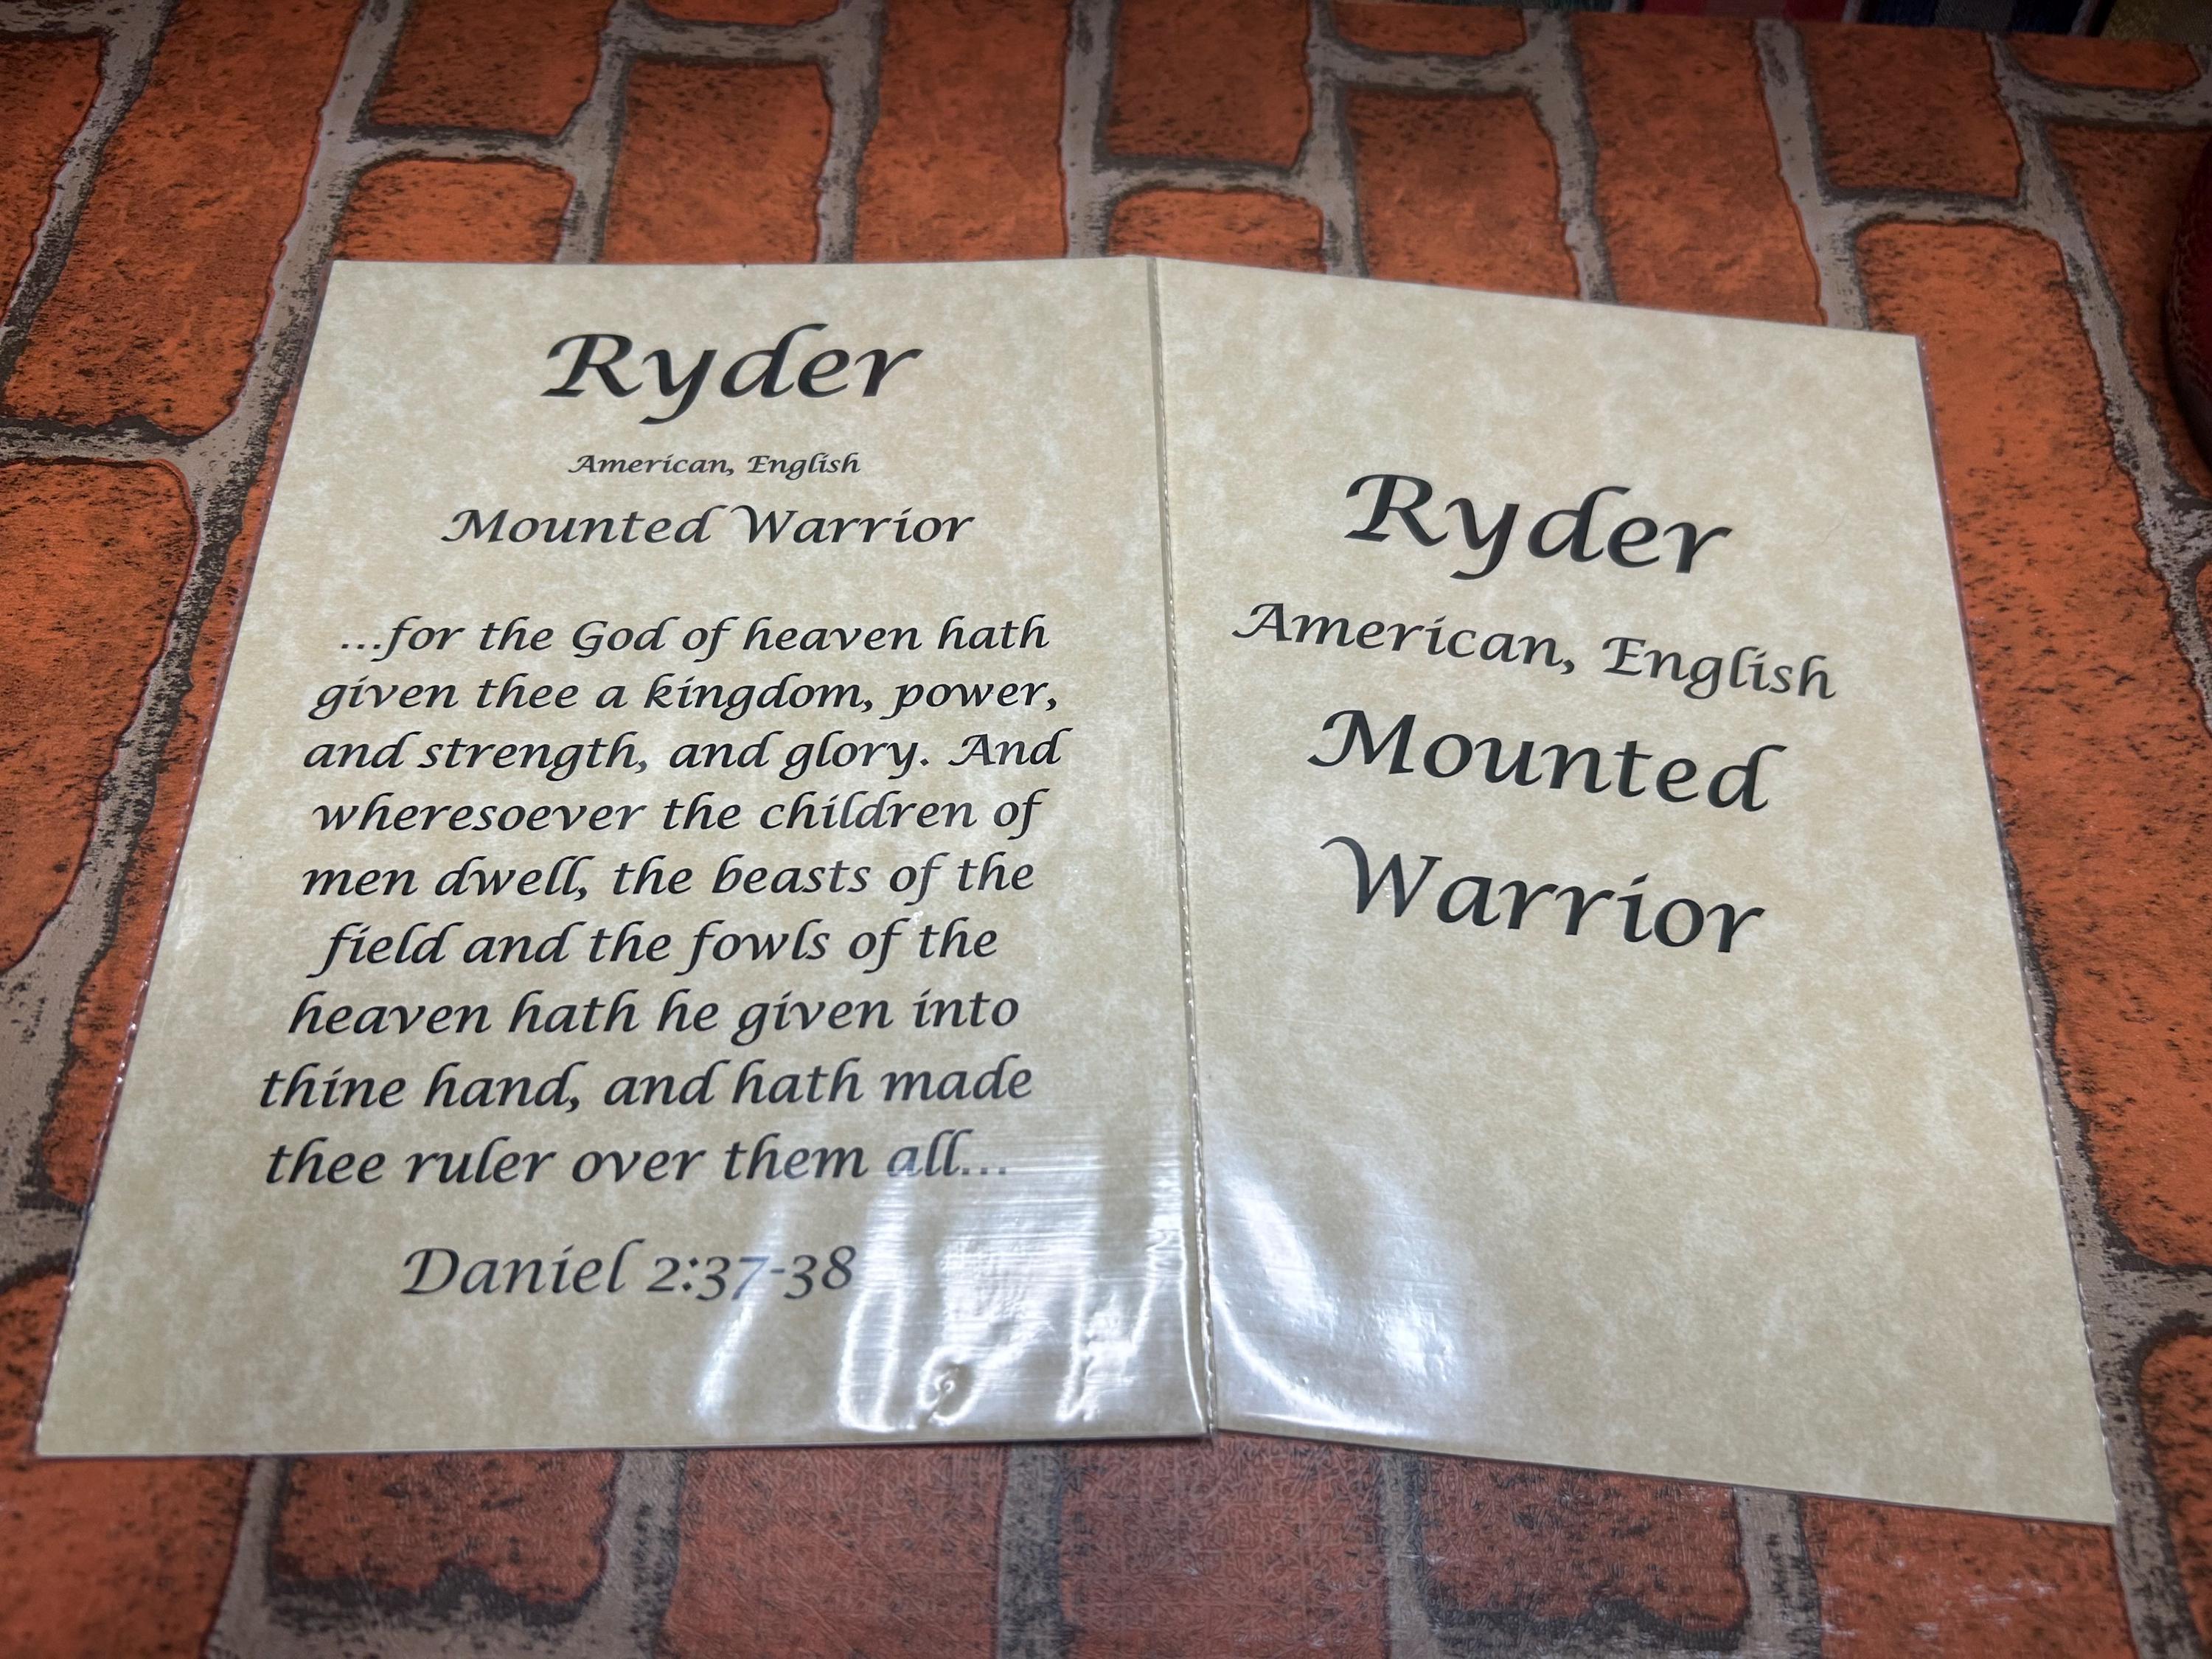 Ryder
American, English
Mounted Warrior
...for the God of heaven hath
given thee a kingdom, power,
and strength, and glory. And
wheresoever the children of
men dwell, the beasts of the
field and the fowls of the
heaven hath he given into
thine hand, and hath made
thee ruler over them all...
Daniel 2:37-38
Ryder
American, English
Mounted
Warrior